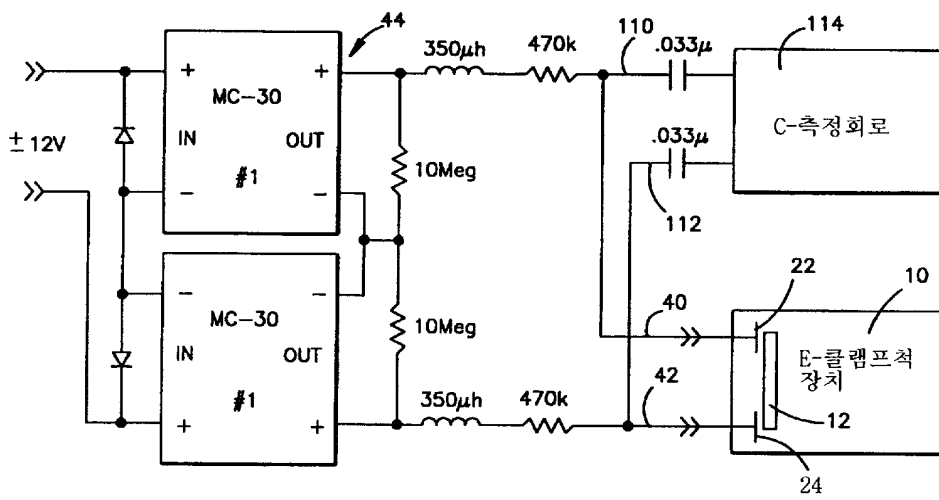 44
350μh
470k
110
.033μ
114
+
+
MC-30
IN
OUT
#1
−
−
± 12V
10Meg
C-측정회로
.033μ
112
−
−
MC-30
IN
OUT
#1
+
+
10Meg
350μh
470k
40
42
22
10
E-클램프척
장치
12
24